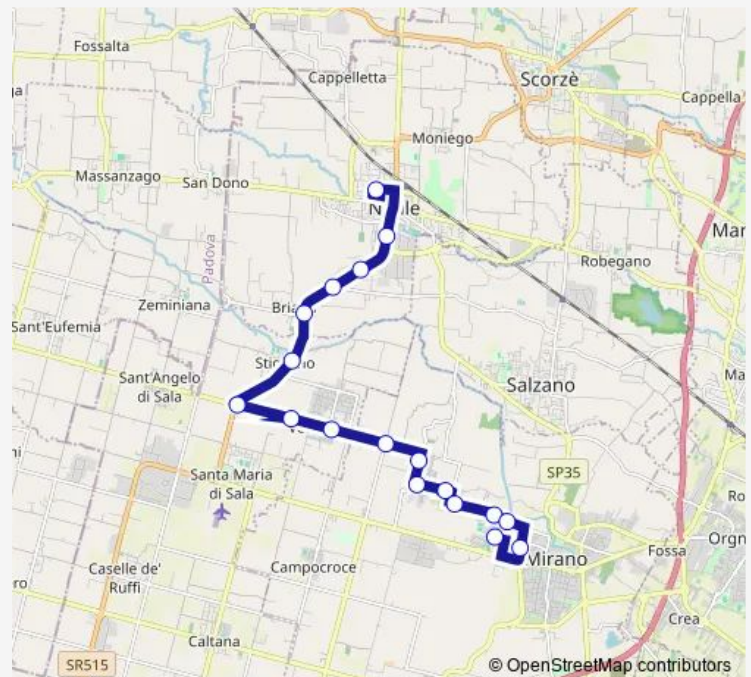 Fossalta
Cappelletta
Scorzè
Cappella
Moniego
Massanzago
San Dono
Padova
Robegano
Zeminiana
Sant'Eufemia
Sant'Angelo
di Sala
Salzano
Santa Maria
di Sala
SP35
Mirano
Fossa
Caselle de'
Ruffi
Campocroce
Crea
Caltana
SR515
© OpenStreetMap contributors